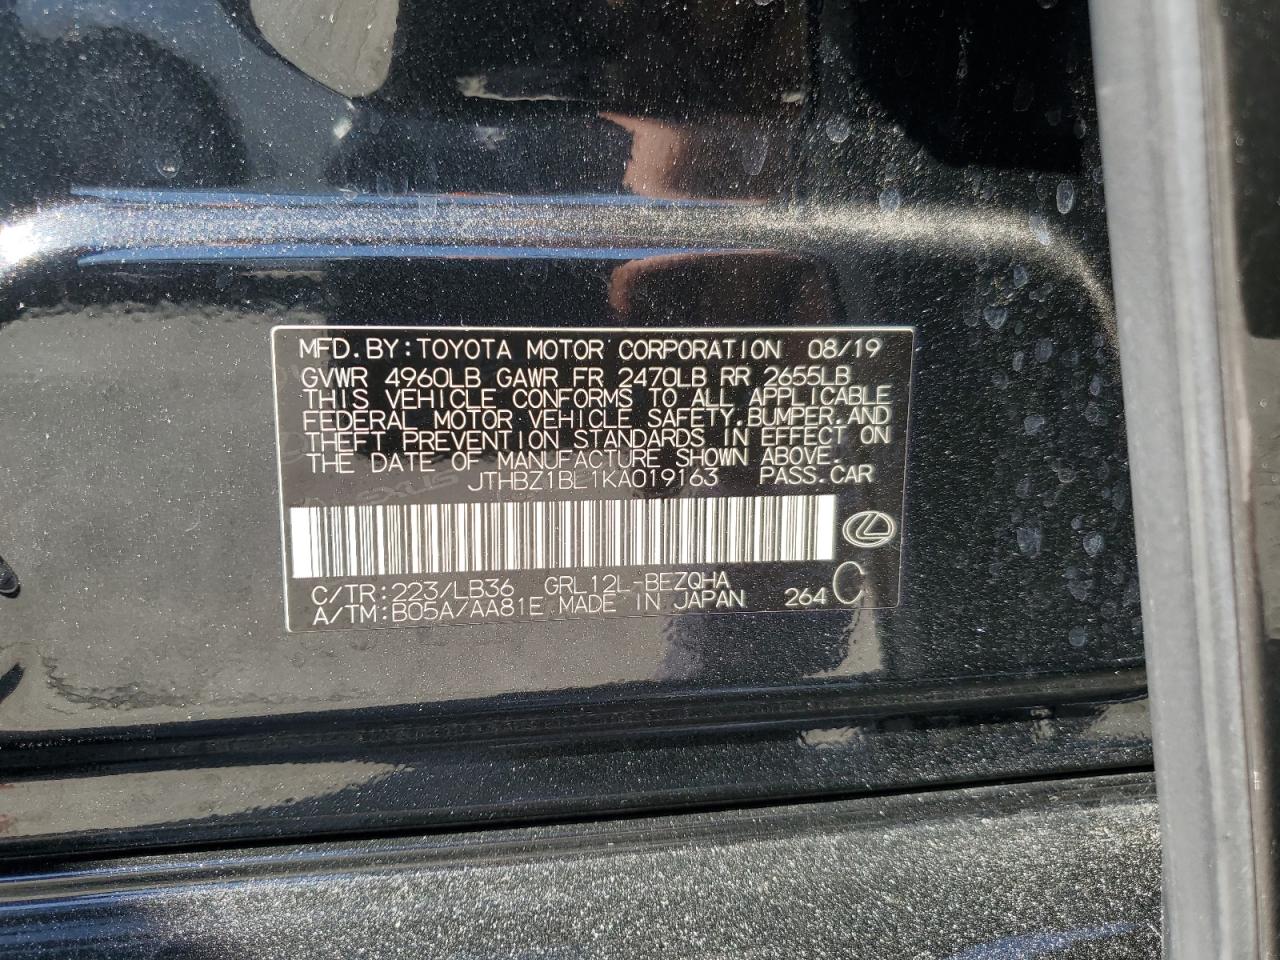 MFD.BY:TOYOTA MOTOR CORPORATION 08/19
GVWR 4960LB GAWR FR 2470LB RR 2655LB
THIS VEHICLE CONFORMS TO ALL APPLICABLE
FEDERAL MOTOR VEHICLE SAFETY,BUMPER,AND
THEFT PREVENTION STANDARDS IN EFFECT ON
THE DATE OF MANUFACTURE SHOWN ABOVE.
JTHBZ1BL1KA019163 PASS.CAR
C/TR:223/LB36 GRL12L-BEZQHA
A/TM:B05A/AA81E MADE IN JAPAN 264 C